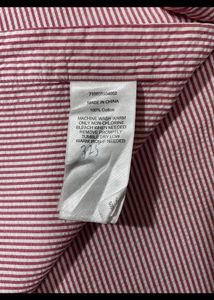 MADE IN CHINA
100% Cotton
MACHINE WASH WARM
ONLY NON-CHLORINE
BLEACH WHEN NEEDED
REMOVE PROMPTLY
TUMBLE DRY LOW
WARM IRON IF NEEDED